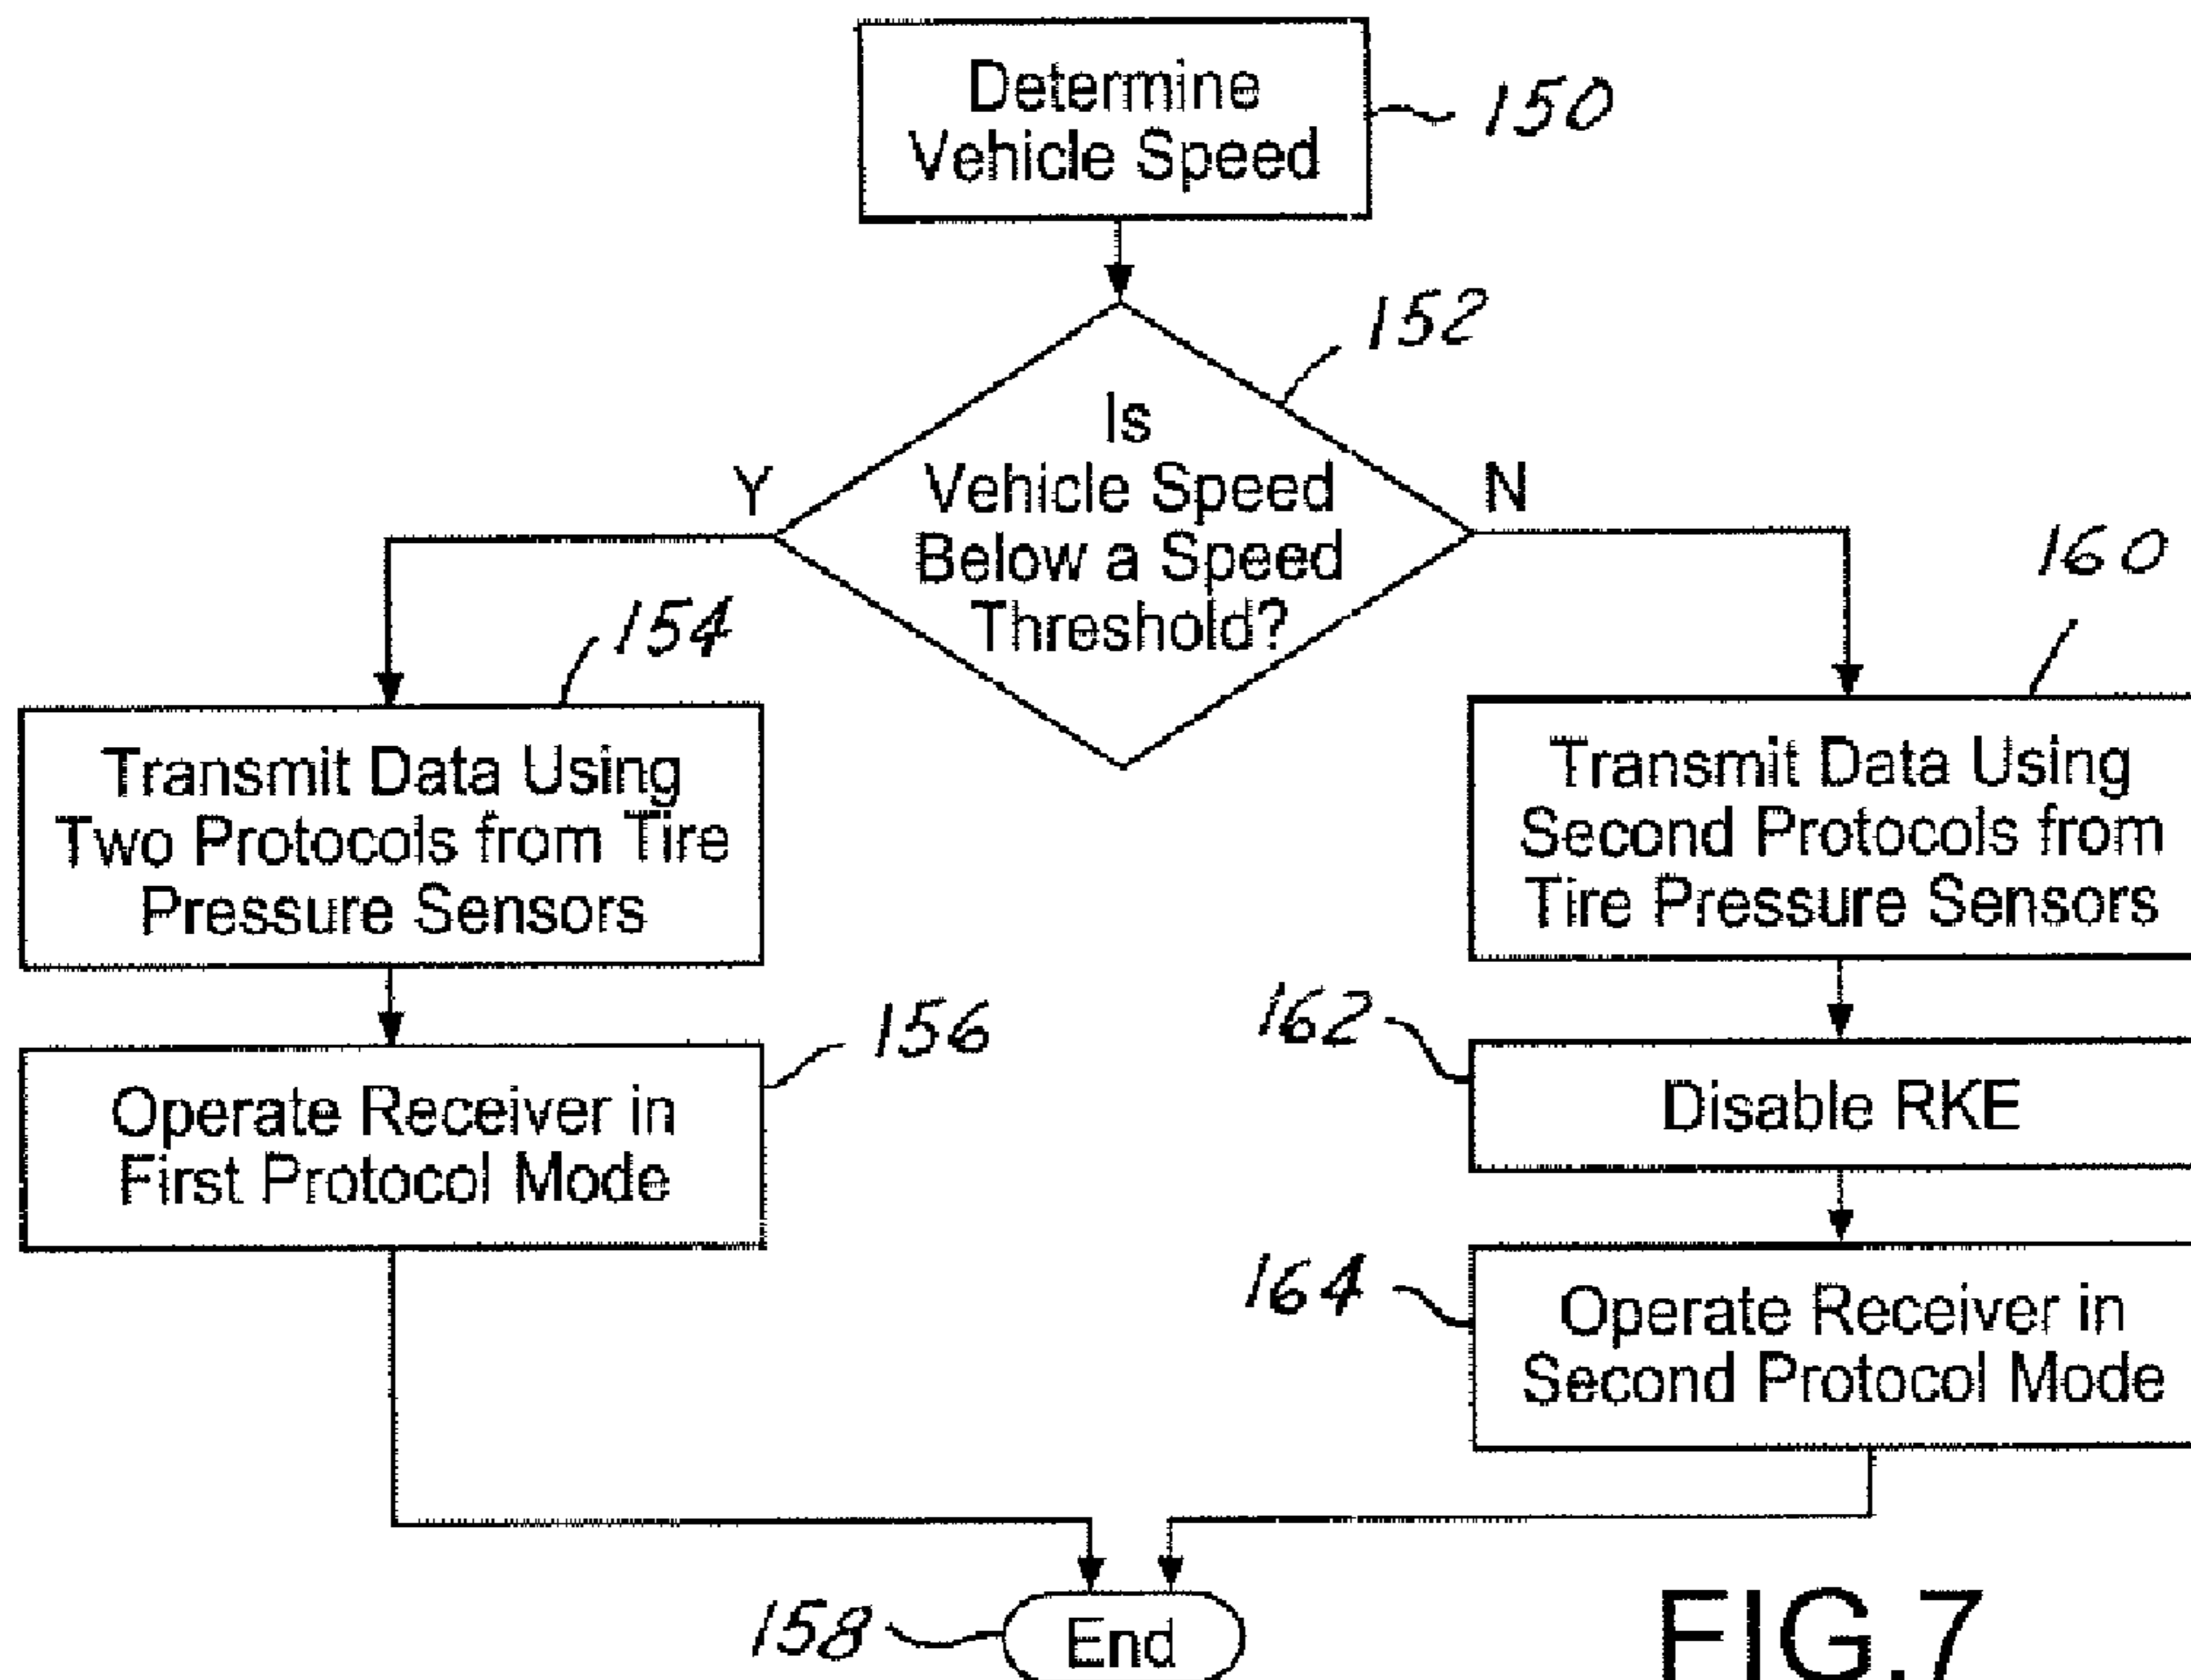 Determine
Vehicle Speed
150
152
Is
Vehicle Speed
Below a Speed
Threshold?
Y
N
154
Transmit Data Using
Two Protocols from Tire
Pressure Sensors
160
Transmit Data Using
Second Protocols from
Tire Pressure Sensors
156
Operate Receiver in
First Protocol Mode
162
Disable RKE
164
Operate Receiver in
Second Protocol Mode
158
End
FIG.7